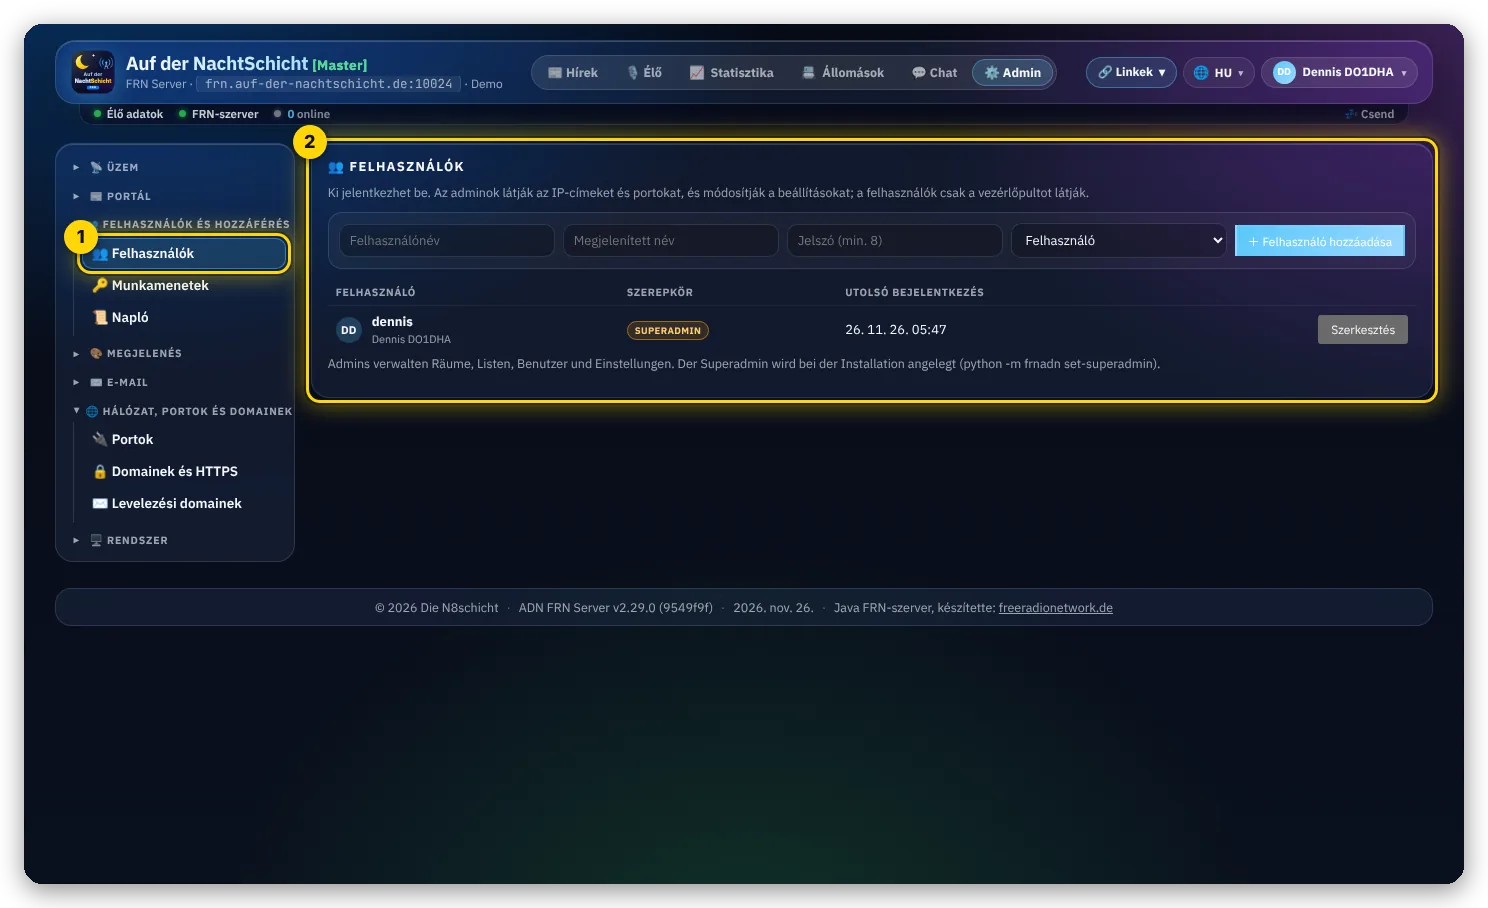 Auf der NachtSchicht [Master]
FRN Server · frn.auf-der-nachtschicht.de:10024 · Demo
Hírek
Élő
Statisztika
Állomások
Chat
Admin
Linkek ▾
HU ▾
DD Dennis DO1DHA ▾
Auf der
NachtSchicht
Élő adatok
FRN-szerver
0 online
Csend
▸ ÜZEM
▸ PORTÁL
FELHASZNÁLÓK ÉS HOZZÁFÉRÉS
1
Felhasználók
Munkamenetek
Napló
▸ MEGJELENÉS
▸ E-MAIL
▾ HÁLÓZAT, PORTOK ÉS DOMAINEK
Portok
Domainek és HTTPS
Levelezési domainek
▸ RENDSZER
2
FELHASZNÁLÓK
Ki jelentkezhet be. Az adminok látják az IP-címeket és portokat, és módosítják a beállításokat; a felhasználók csak a vezérlőpultot látják.
Felhasználónév
Megjelenített név
Jelszó (min. 8)
Felhasználó
+ Felhasználó hozzáadása
FELHASZNÁLÓ
SZEREPKÖR
UTOLSÓ BEJELENTKEZÉS
DD
dennis
Dennis DO1DHA
SUPERADMIN
26. 11. 26. 05:47
Szerkesztés
Admins verwalten Räume, Listen, Benutzer und Einstellungen. Der Superadmin wird bei der Installation angelegt (python -m frnadn set-superadmin).
© 2026 Die N8schicht · ADN FRN Server v2.29.0 (9549f9f) · 2026. nov. 26. · Java FRN-szerver, készítette: freeradionetwork.de